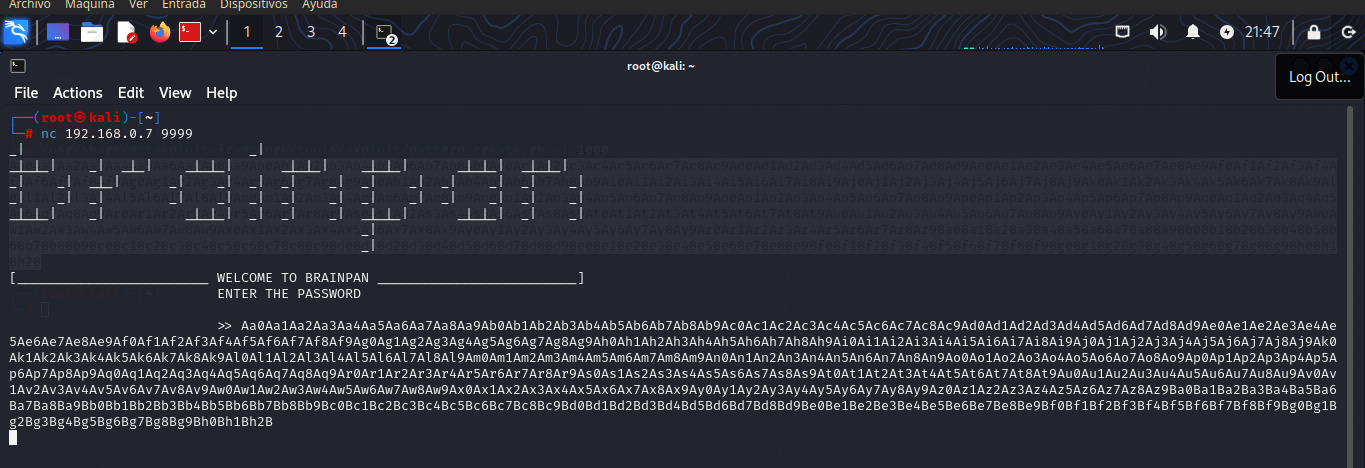 Archivo Máquina Ver Entrada Dispositivos Ayuda
1 2 3 4 2 21:47
root@kali: ~
Log Out...
File Actions Edit View Help
(root㉿kali)-[~]
# nc 192.168.0.7 9999
brainpan
[________________________ WELCOME TO BRAINPAN _________________________]
ENTER THE PASSWORD
>> Aa0Aa1Aa2Aa3Aa4Aa5Aa6Aa7Aa8Aa9Ab0Ab1Ab2Ab3Ab4Ab5Ab6Ab7Ab8Ab9Ac0Ac1Ac2Ac3Ac4Ac5Ac6Ac7Ac8Ac9Ad0Ad1Ad2Ad3Ad4Ad5Ad6Ad7Ad8Ad9Ae0Ae1Ae2Ae3Ae4Ae
5Ae6Ae7Ae8Ae9Af0Af1Af2Af3Af4Af5Af6Af7Af8Af9Ag0Ag1Ag2Ag3Ag4Ag5Ag6Ag7Ag8Ag9Ah0Ah1Ah2Ah3Ah4Ah5Ah6Ah7Ah8Ah9Ai0Ai1Ai2Ai3Ai4Ai5Ai6Ai7Ai8Ai9Aj0Aj1Aj2Aj3Aj4Aj5Aj6Aj7Aj8Aj9Ak0
Ak1Ak2Ak3Ak4Ak5Ak6Ak7Ak8Ak9Al0Al1Al2Al3Al4Al5Al6Al7Al8Al9Am0Am1Am2Am3Am4Am5Am6Am7Am8Am9An0An1An2An3An4An5An6An7An8An9Ao0Ao1Ao2Ao3Ao4Ao5Ao6Ao7Ao8Ao9Ap0Ap1Ap2Ap3Ap4Ap5A
p6Ap7Ap8Ap9Aq0Aq1Aq2Aq3Aq4Aq5Aq6Aq7Aq8Aq9Ar0Ar1Ar2Ar3Ar4Ar5Ar6Ar7Ar8Ar9As0As1As2As3As4As5As6As7As8As9At0At1At2At3At4At5At6At7At8At9Au0Au1Au2Au3Au4Au5Au6Au7Au8Au9Av0Av
1Av2Av3Av4Av5Av6Av7Av8Av9Aw0Aw1Aw2Aw3Aw4Aw5Aw6Aw7Aw8Aw9Ax0Ax1Ax2Ax3Ax4Ax5Ax6Ax7Ax8Ax9Ay0Ay1Ay2Ay3Ay4Ay5Ay6Ay7Ay8Ay9Az0Az1Az2Az3Az4Az5Az6Az7Az8Az9Ba0Ba1Ba2Ba3Ba4Ba5Ba6
Ba7Ba8Ba9Bb0Bb1Bb2Bb3Bb4Bb5Bb6Bb7Bb8Bb9Bc0Bc1Bc2Bc3Bc4Bc5Bc6Bc7Bc8Bc9Bd0Bd1Bd2Bd3Bd4Bd5Bd6Bd7Bd8Bd9Be0Be1Be2Be3Be4Be5Be6Be7Be8Be9Bf0Bf1Bf2Bf3Bf4Bf5Bf6Bf7Bf8Bf9Bg0Bg1B
g2Bg3Bg4Bg5Bg6Bg7Bg8Bg9Bh0Bh1Bh2B